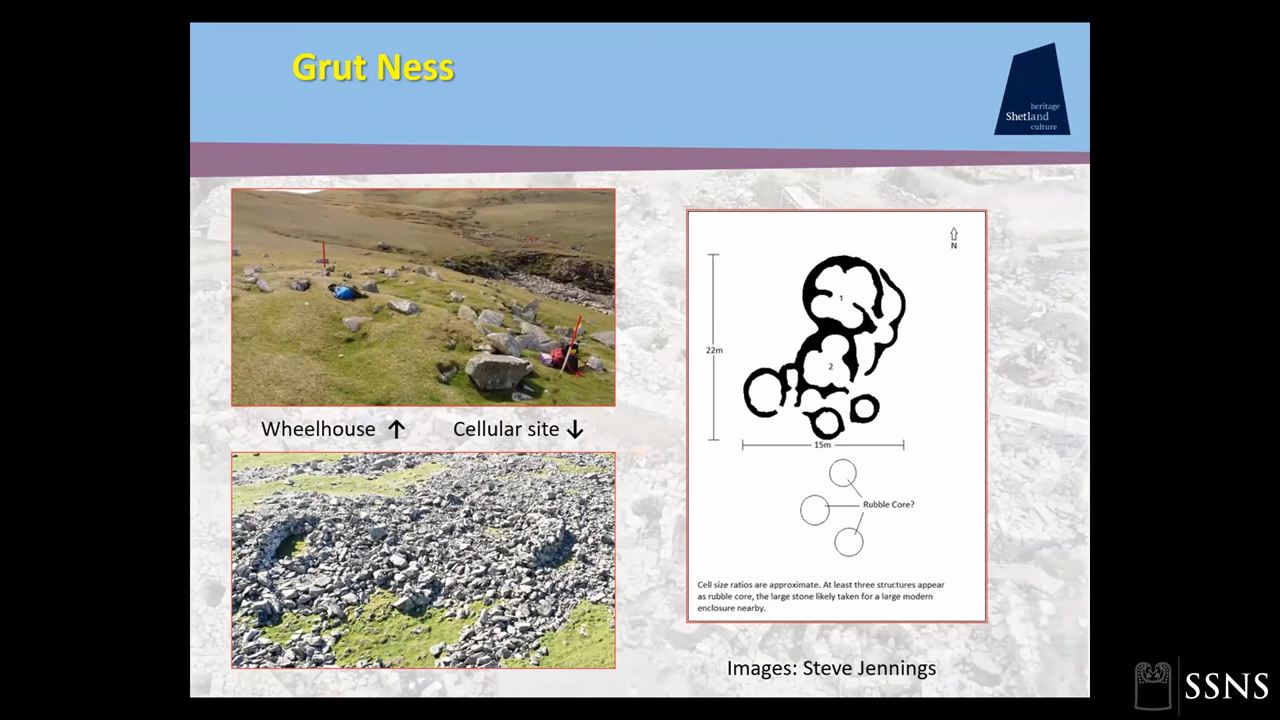 Grut Ness
heritage
Shetland
culture
Wheelhouse ↑
Cellular site ↓
N
22m
1
2
15m
Rubble Core?
Cell size ratios are approximate. At least three structures appear
as rubble core, the large stone likely taken for a large modern
enclosure nearby.
Images: Steve Jennings
SSNS